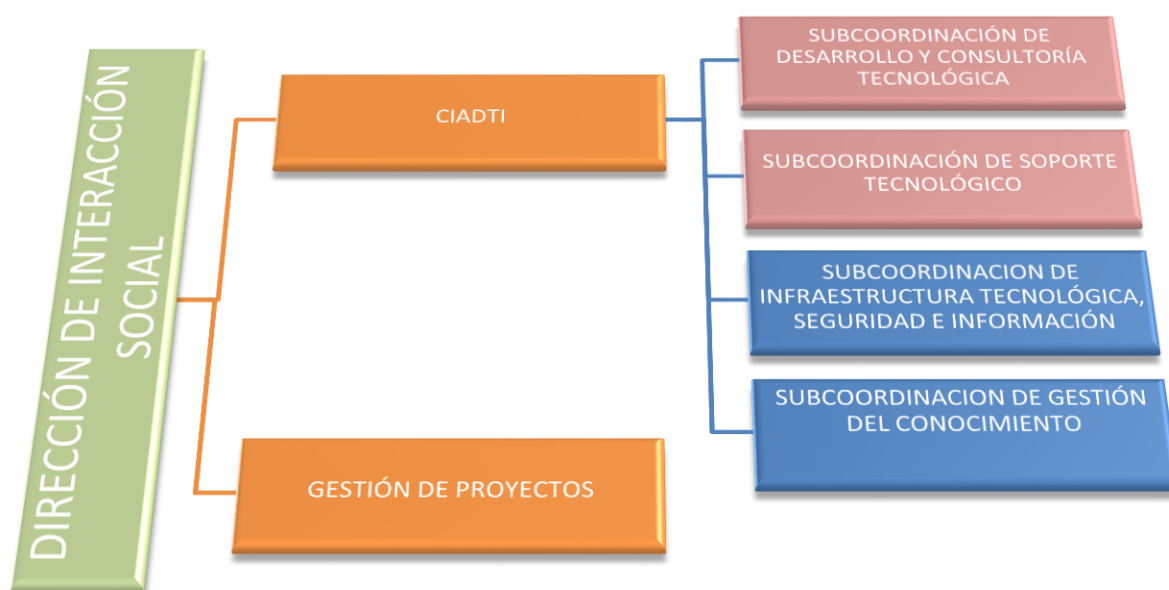 DIRECCIÓN DE INTERACCIÓN
SOCIAL
CIADTI
GESTIÓN DE PROYECTOS
SUBCOORDINACIÓN DE
DESARROLLO Y CONSULTORÍA
TECNOLÓGICA
SUBCOORDINACIÓN DE SOPORTE
TECNOLÓGICO
SUBCOORDINACION DE
INFRAESTRUCTURA TECNOLÓGICA,
SEGURIDAD E INFORMACIÓN
SUBCOORDINACION DE GESTIÓN
DEL CONOCIMIENTO